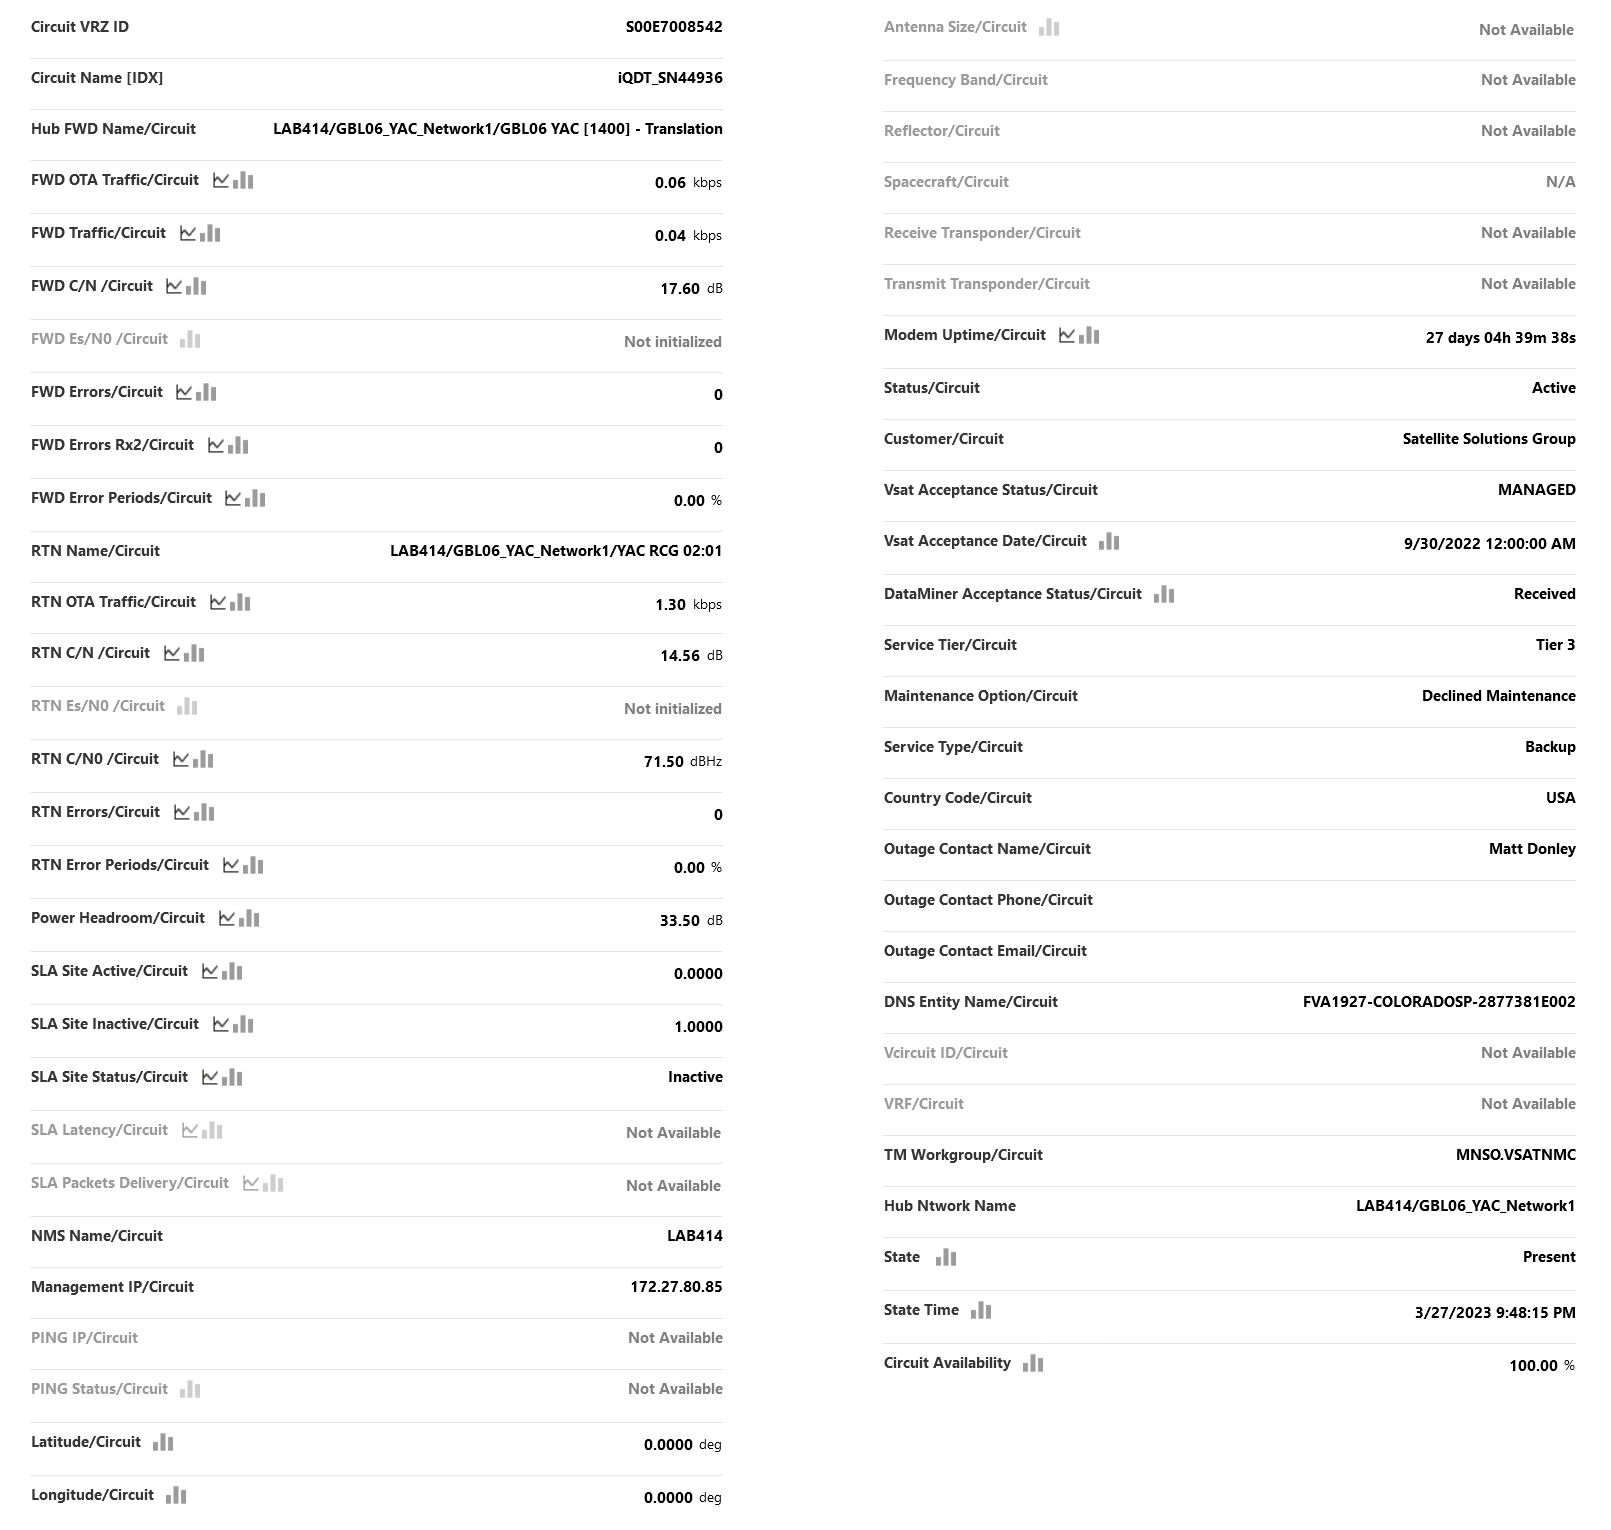 Circuit VRZ ID S00E7008542
Circuit Name [IDX] iQDT_SN44936
Hub FWD Name/Circuit LAB414/GBL06_YAC_Network1/GBL06 YAC [1400] - Translation
FWD OTA Traffic/Circuit 0.06 kbps
FWD Traffic/Circuit 0.04 kbps
FWD C/N /Circuit 17.60 dB
FWD Es/N0 /Circuit Not initialized
FWD Errors/Circuit 0
FWD Errors Rx2/Circuit 0
FWD Error Periods/Circuit 0.00 %
RTN Name/Circuit LAB414/GBL06_YAC_Network1/YAC RCG 02:01
RTN OTA Traffic/Circuit 1.30 kbps
RTN C/N /Circuit 14.56 dB
RTN Es/N0 /Circuit Not initialized
RTN C/N0 /Circuit 71.50 dBHz
RTN Errors/Circuit 0
RTN Error Periods/Circuit 0.00 %
Power Headroom/Circuit 33.50 dB
SLA Site Active/Circuit 0.0000
SLA Site Inactive/Circuit 1.0000
SLA Site Status/Circuit Inactive
SLA Latency/Circuit Not Available
SLA Packets Delivery/Circuit Not Available
NMS Name/Circuit LAB414
Management IP/Circuit 172.27.80.85
PING IP/Circuit Not Available
PING Status/Circuit Not Available
Latitude/Circuit 0.0000 deg
Longitude/Circuit 0.0000 deg
Antenna Size/Circuit Not Available
Frequency Band/Circuit Not Available
Reflector/Circuit Not Available
Spacecraft/Circuit N/A
Receive Transponder/Circuit Not Available
Transmit Transponder/Circuit Not Available
Modem Uptime/Circuit 27 days 04h 39m 38s
Status/Circuit Active
Customer/Circuit Satellite Solutions Group
Vsat Acceptance Status/Circuit MANAGED
Vsat Acceptance Date/Circuit 9/30/2022 12:00:00 AM
DataMiner Acceptance Status/Circuit Received
Service Tier/Circuit Tier 3
Maintenance Option/Circuit Declined Maintenance
Service Type/Circuit Backup
Country Code/Circuit USA
Outage Contact Name/Circuit Matt Donley
Outage Contact Phone/Circuit
Outage Contact Email/Circuit
DNS Entity Name/Circuit FVA1927-COLORADOSP-2877381E002
Vcircuit ID/Circuit Not Available
VRF/Circuit Not Available
TM Workgroup/Circuit MNSO.VSATNMC
Hub Ntwork Name LAB414/GBL06_YAC_Network1
State Present
State Time 3/27/2023 9:48:15 PM
Circuit Availability 100.00 %